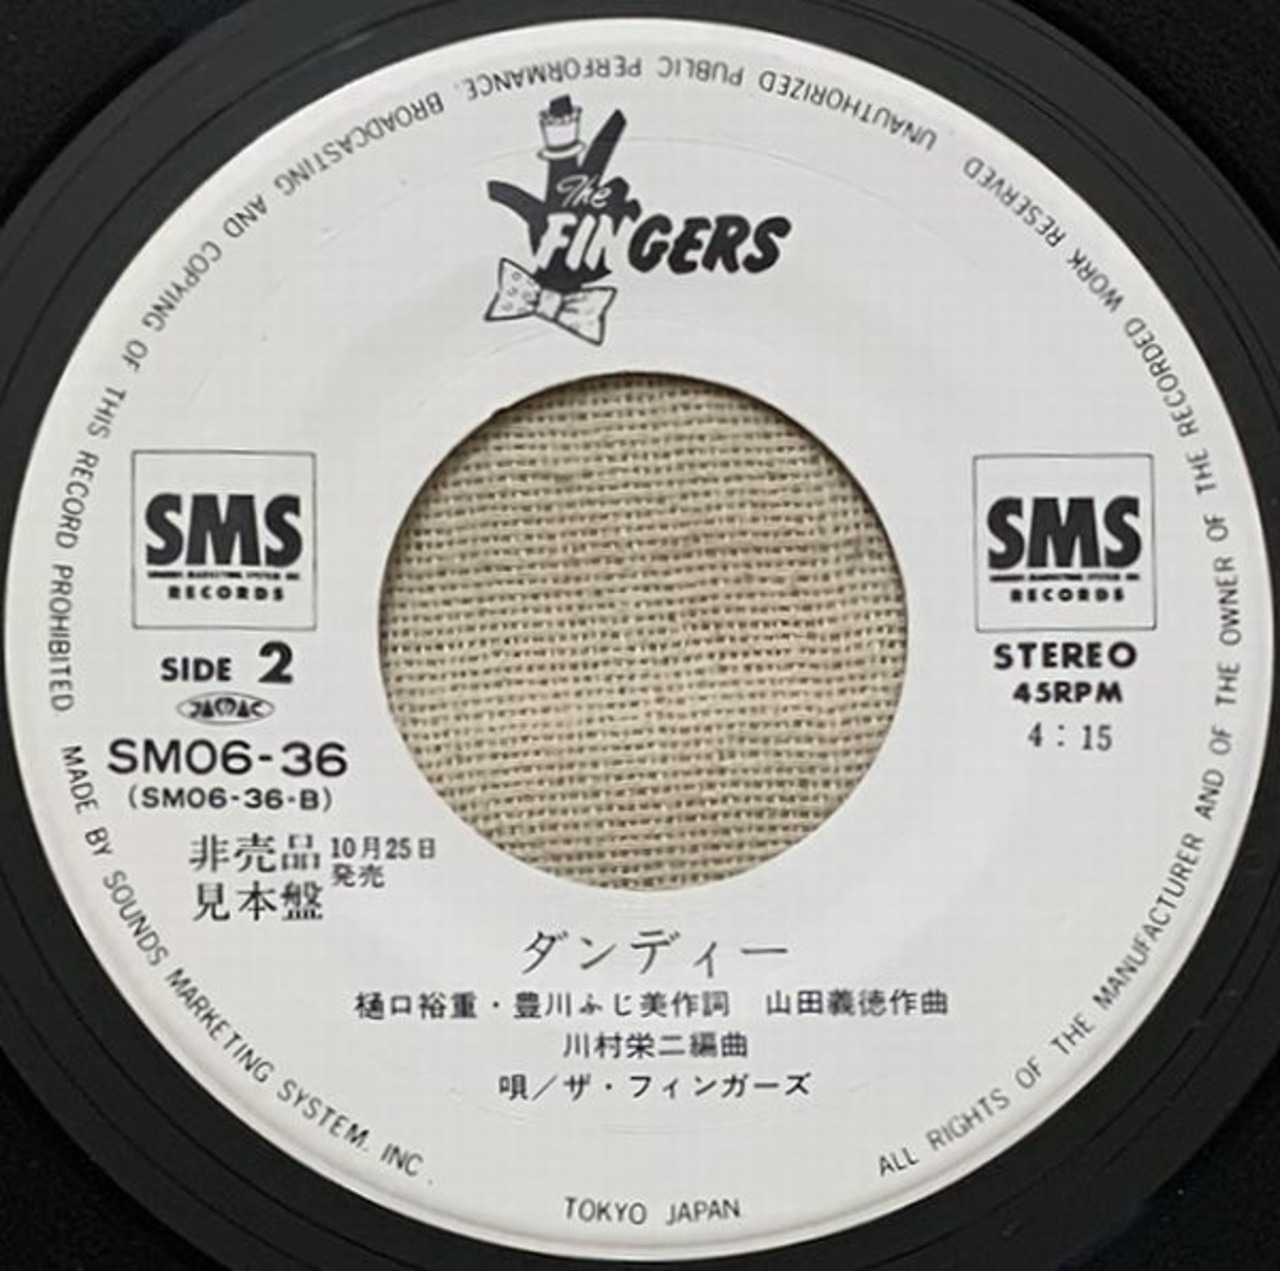 The
FINGERS
SMS
RECORDS
SIDE 2
JASRAC
SM06-36
(SM06-36-B)
非売品
見本盤
10月25日
発売
SMS
RECORDS
STEREO
45RPM
4:15
ダンディー
樋口裕重・豊川ふじ美作詞 山田義徳作曲
川村栄二編曲
唄/ザ・フィンガーズ
MADE BY SOUNDS MARKETING SYSTEM. INC.
TOKYO JAPAN
ALL RIGHTS OF THE MANUFACTURER AND OF THE OWNER OF THE RECORDED WORK RESERVED UNAUTHORIZED PUBLIC PERFORMANCE. BROADCASTING AND COPYING OF THIS RECORD PROHIBITED.